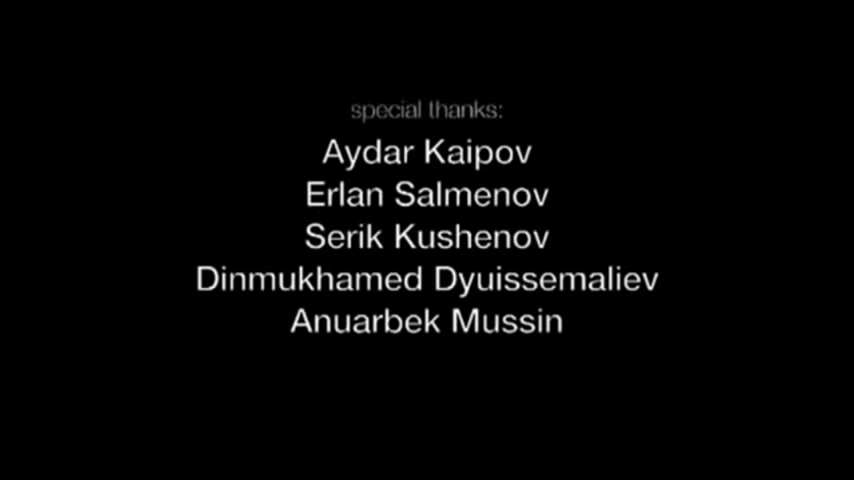 special thanks:
Aydar Kaipov
Erlan Salmenov
Serik Kushenov
Dinmukhamed Dyuissemaliev
Anuarbek Mussin